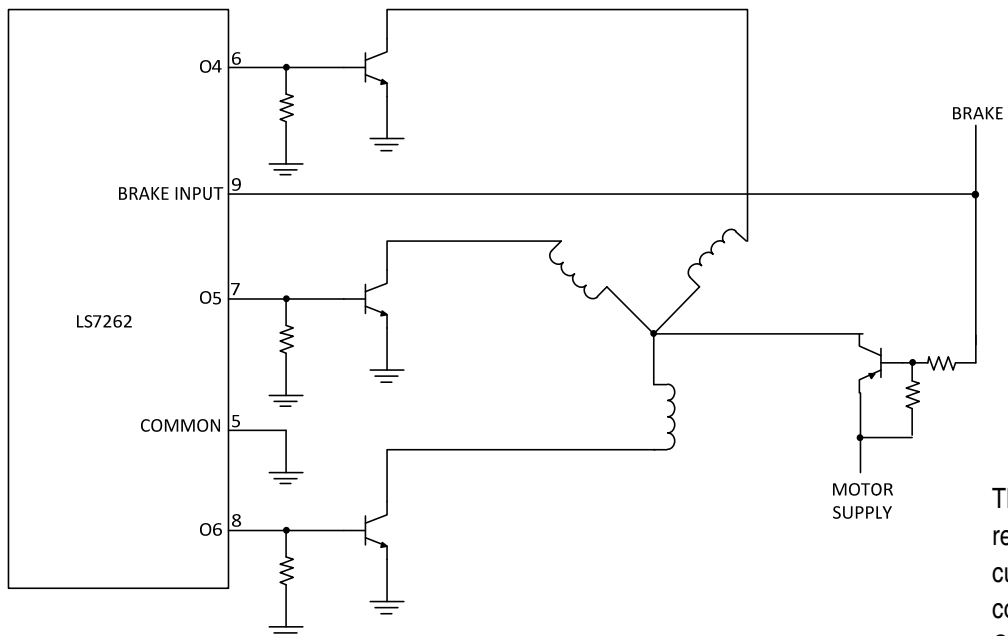 O4 6
BRAKE
BRAKE INPUT 9
O5 7
LS7262
COMMON 5
MOTOR
SUPPLY
O6 8